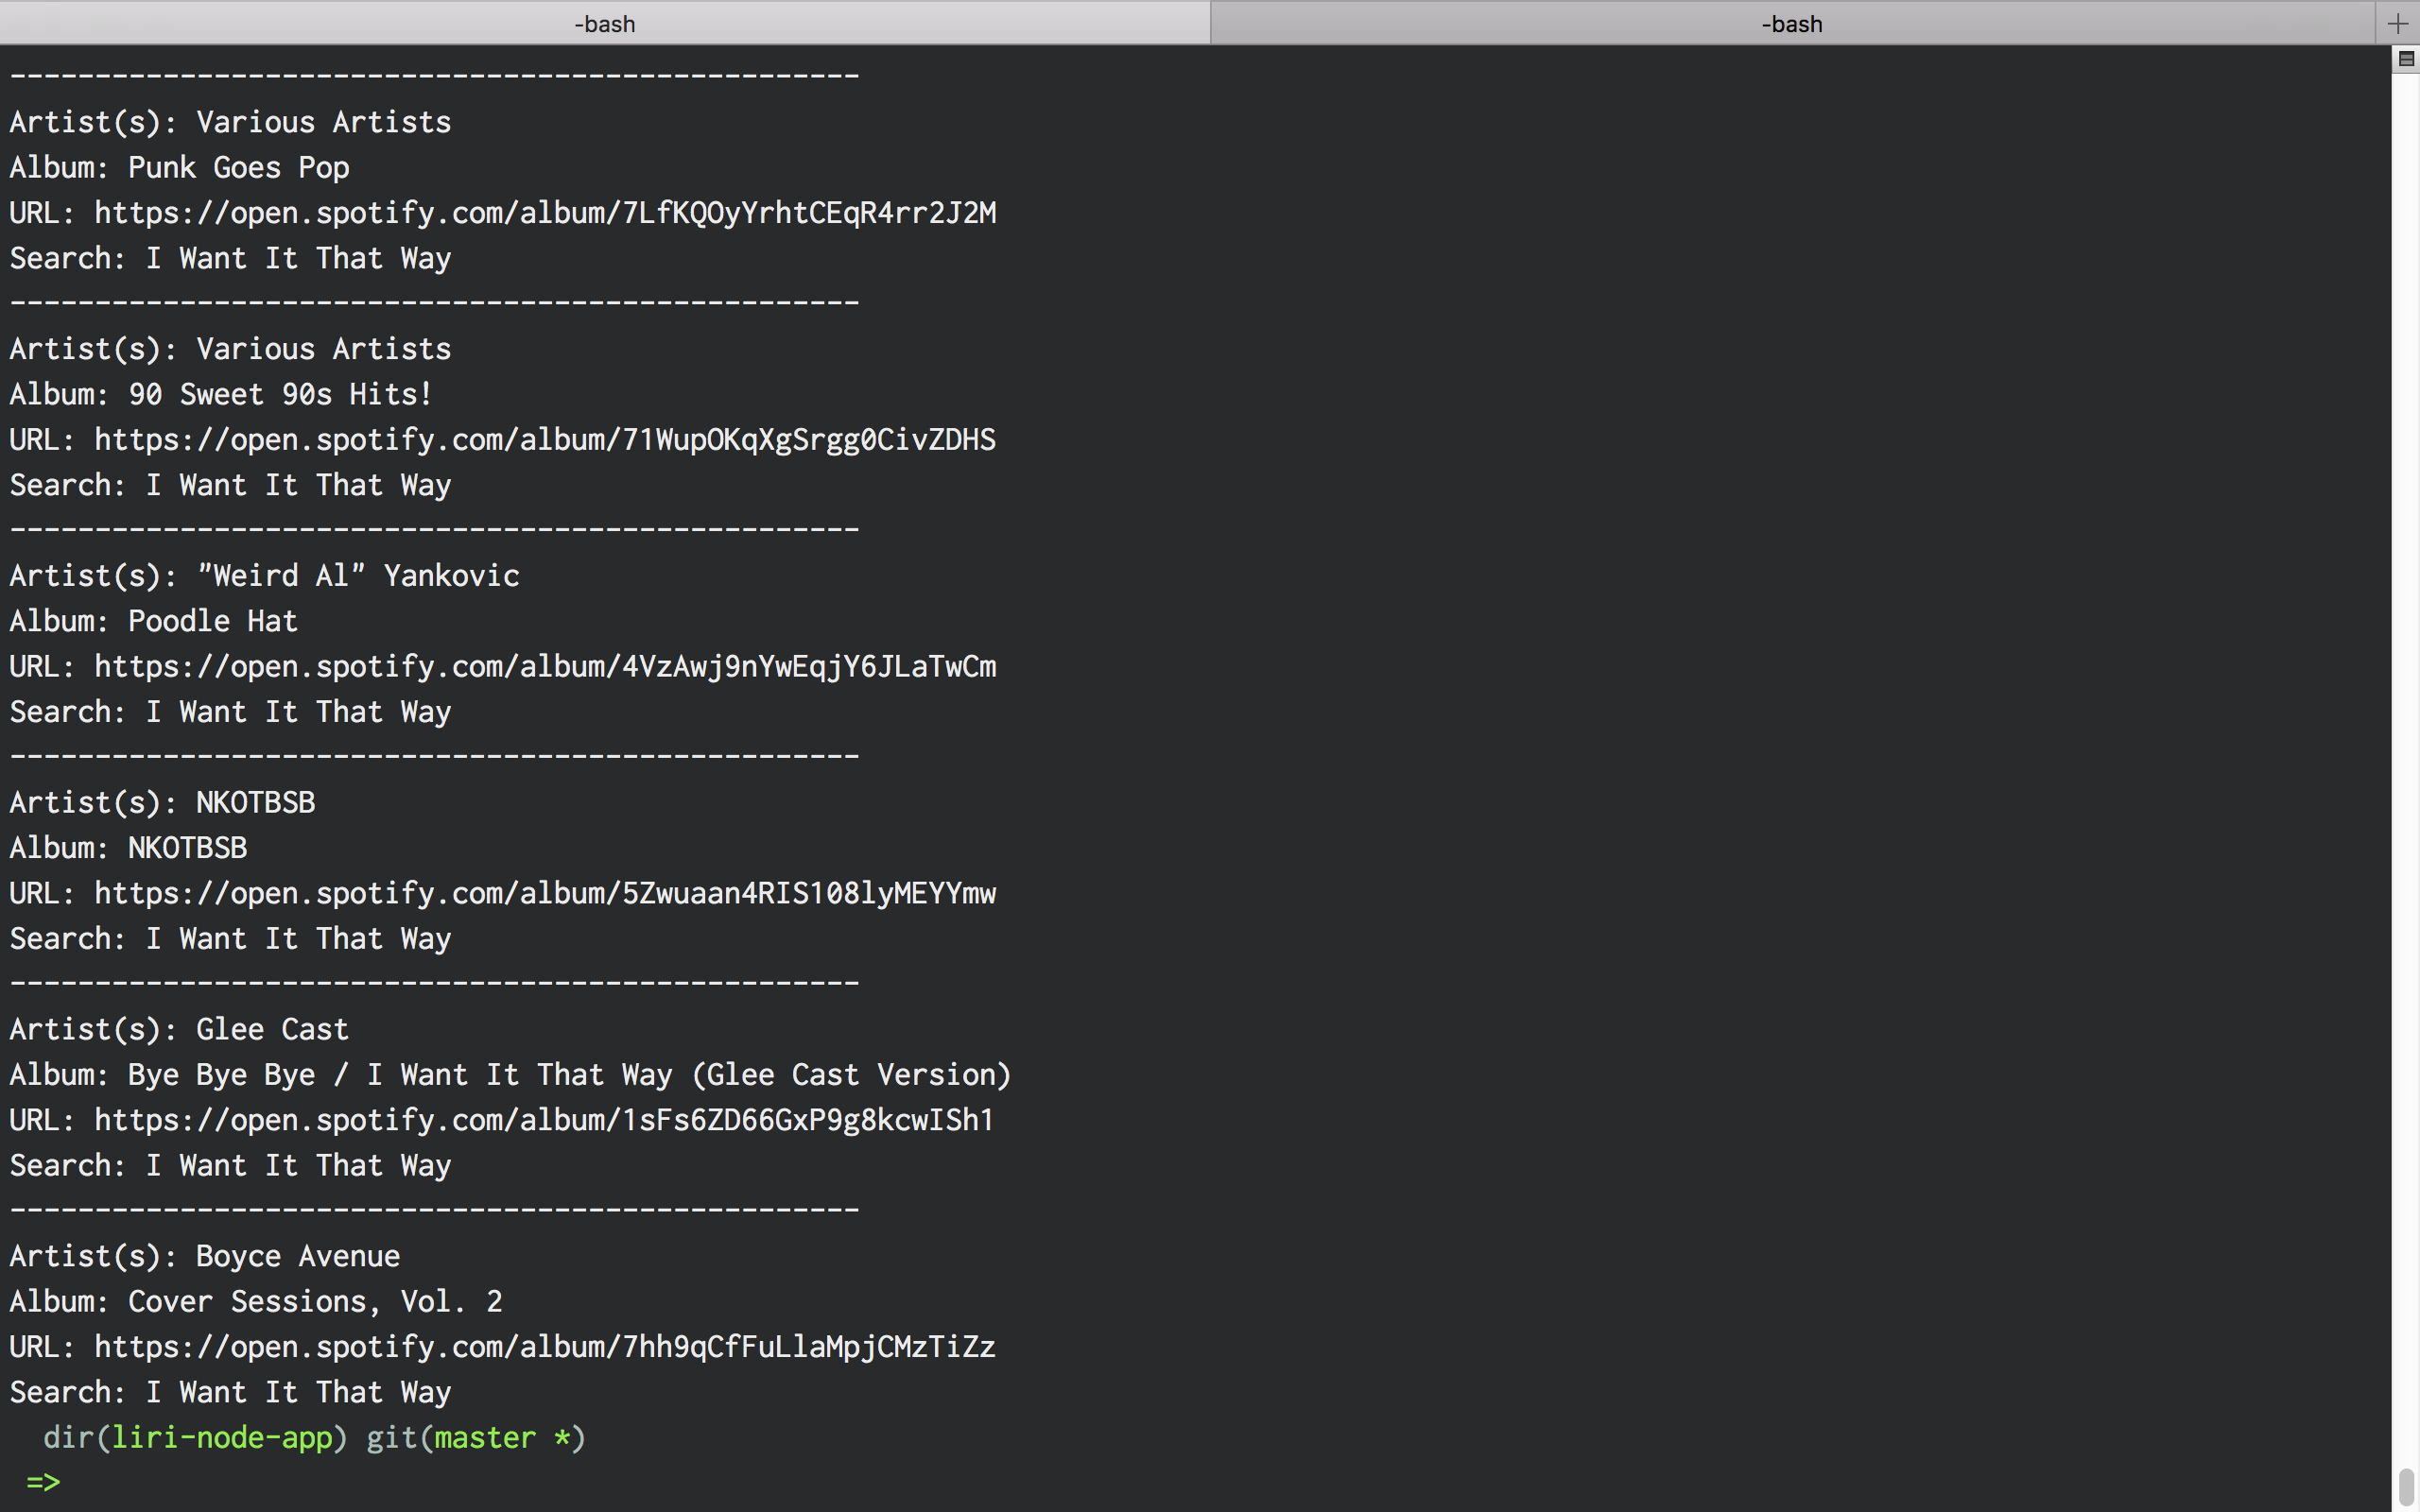 -bash
-bash
--------------------------------------------------
Artist(s): Various Artists
Album: Punk Goes Pop
URL: https://open.spotify.com/album/7LfKQOyYrhtCEqR4rr2J2M
Search: I Want It That Way
--------------------------------------------------
Artist(s): Various Artists
Album: 90 Sweet 90s Hits!
URL: https://open.spotify.com/album/71WupOKqXgSrgg0CivZDHS
Search: I Want It That Way
--------------------------------------------------
Artist(s): "Weird Al" Yankovic
Album: Poodle Hat
URL: https://open.spotify.com/album/4VzAwj9nYwEqjY6JLaTwCm
Search: I Want It That Way
--------------------------------------------------
Artist(s): NKOTBSB
Album: NKOTBSB
URL: https://open.spotify.com/album/5Zwuaan4RIS108lyMEYYmw
Search: I Want It That Way
--------------------------------------------------
Artist(s): Glee Cast
Album: Bye Bye Bye / I Want It That Way (Glee Cast Version)
URL: https://open.spotify.com/album/1sFs6ZD66GxP9g8kcwISh1
Search: I Want It That Way
--------------------------------------------------
Artist(s): Boyce Avenue
Album: Cover Sessions, Vol. 2
URL: https://open.spotify.com/album/7hh9qCfFuLlaMpjCMzTiZz
Search: I Want It That Way
dir(liri-node-app) git(master *)
=>